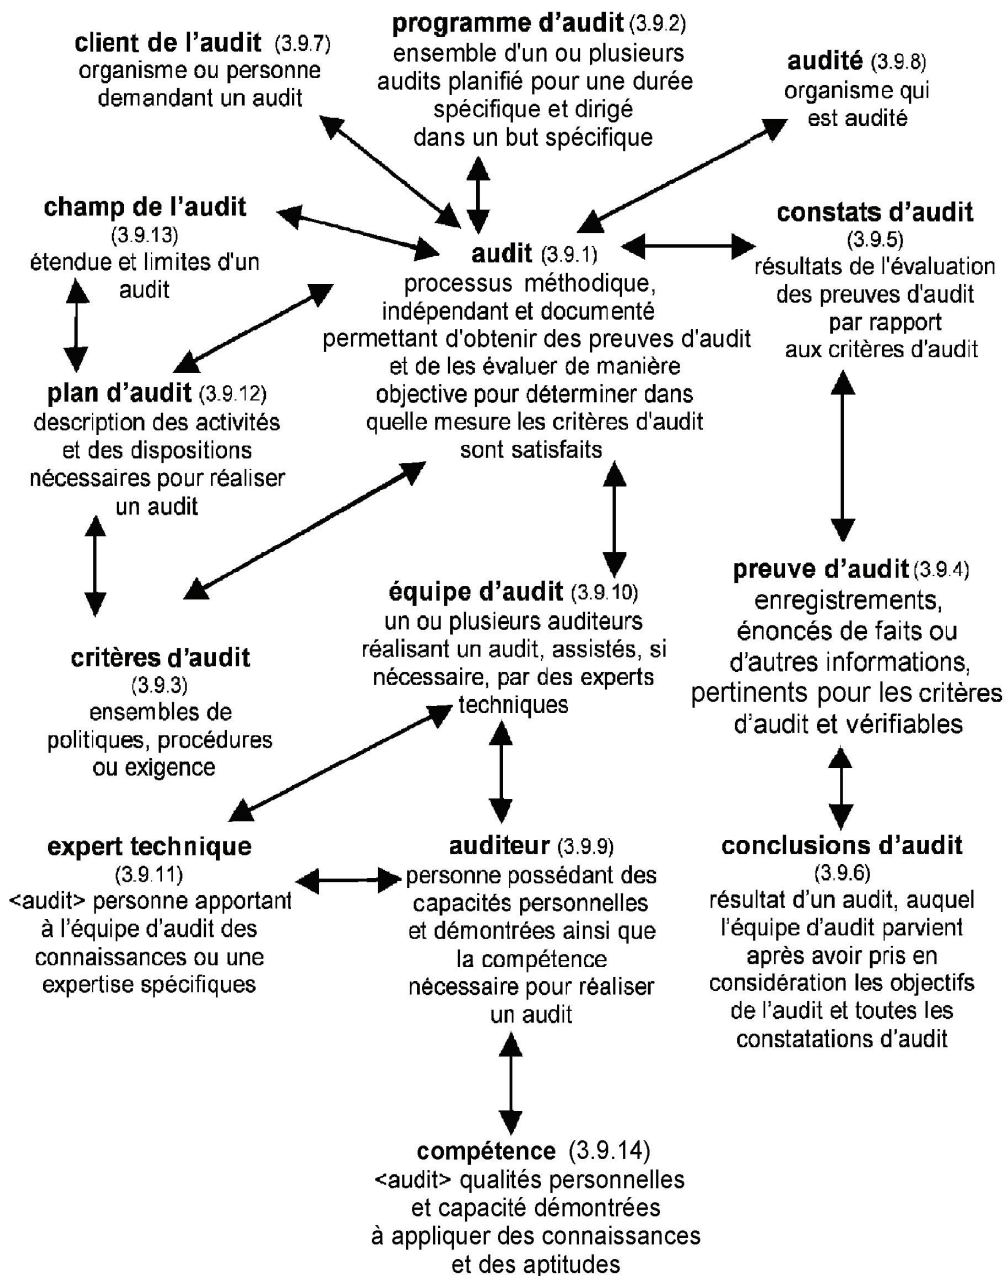 client de l'audit (3.9.7)
organisme ou personne
demandant un audit
programme d'audit (3.9.2)
ensemble d'un ou plusieurs
audits planifié pour une durée
spécifique et dirigé
dans un but spécifique
audité (3.9.8)
organisme qui
est audité
champ de l'audit
(3.9.13)
étendue et limites d'un
audit
audit (3.9.1)
processus méthodique,
indépendant et documenté
permettant d'obtenir des preuves d'audit
et de les évaluer de manière
objective pour déterminer dans
quelle mesure les critères d'audit
sont satisfaits
constats d'audit
(3.9.5)
résultats de l'évaluation
des preuves d'audit
par rapport
aux critères d'audit
plan d'audit (3.9.12)
description des activités
et des dispositions
nécessaires pour réaliser
un audit
critères d'audit
(3.9.3)
ensembles de
politiques, procédures
ou exigence
équipe d'audit (3.9.10)
un ou plusieurs auditeurs
réalisant un audit, assistés, si
nécessaire, par des experts
techniques
preuve d'audit (3.9.4)
enregistrements,
énoncés de faits ou
d'autres informations,
pertinents pour les critères
d'audit et vérifiables
expert technique
(3.9.11)
<audit> personne apportant
à l'équipe d'audit des
connaissances ou une
expertise spécifiques
auditeur (3.9.9)
personne possédant des
capacités personnelles
et démontrées ainsi que
la compétence
nécessaire pour réaliser
un audit
conclusions d'audit
(3.9.6)
résultat d'un audit, auquel
l'équipe d'audit parvient
après avoir pris en
considération les objectifs
de l'audit et toutes les
constatations d'audit
compétence (3.9.14)
<audit> qualités personnelles
et capacité démontrées
à appliquer des connaissances
et des aptitudes